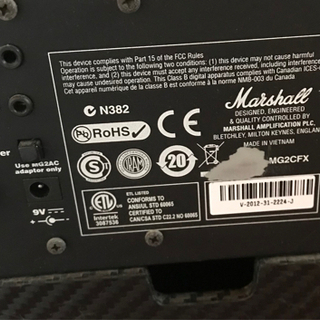 This device complies with Part 15 of the FCC Rules
Operation is subject to the following two conditions: (1) this device may not cause harmful
interference, and (2) this device must accept any interference received, including
interference that may cause undesired operation.
This Class B digital apparatus complies with Canadian ICES-
Cet appareil numérique de la classe B est conforme à la norme NMB-003 du Canada
N382
Pb RoHS
Marshall
DESIGNED, ENGINEERED
& QUALITY CONTROLLED BY
MARSHALL AMPLIFICATION PLC.
BLETCHLEY, MILTON KEYNES, ENGLAND
MADE IN VIETNAM
Use MG2AC
adaptor only
9V
S
IRAM
20
MG2CFX
V-2012-31-2224-J
ETL LISTED
CONFORMS TO
ANSI/UL STD 60065
CERTIFIED TO
CAN/CSA STD C22.2 NO 60065
ETL
Intertek
3087536